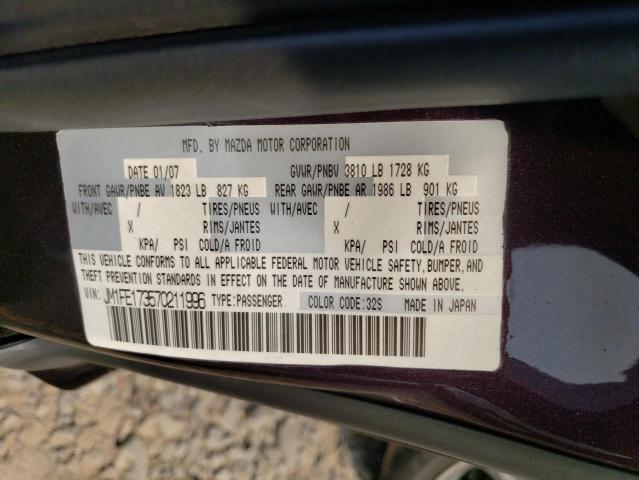 MFG. BY MAZDA MOTOR CORPORATION
DATE 01/07 GVWR/PNBV 3810 LB 1728 KG
FRONT GAWR/PNBE AV 1823 LB 827 KG REAR GAWR/PNBE AR 1986 LB 901 KG
WITH/AVEC / TIRES/PNEUS WITH/AVEC / TIRES/PNEUS
X RIMS/JANTES X RIMS/JANTES
KPA/ PSI COLD/A FROID KPA/ PSI COLD/A FROID
THIS VEHICLE CONFORMS TO ALL APPLICABLE FEDERAL MOTOR VEHICLE SAFETY, BUMPER, AND
THEFT PREVENTION STANDARDS IN EFFECT ON THE DATE OF MANUFACTURE SHOWN ABOVE.
VIN: JM1FE173570211996 TYPE:PASSENGER COLOR CODE:32S MADE IN JAPAN